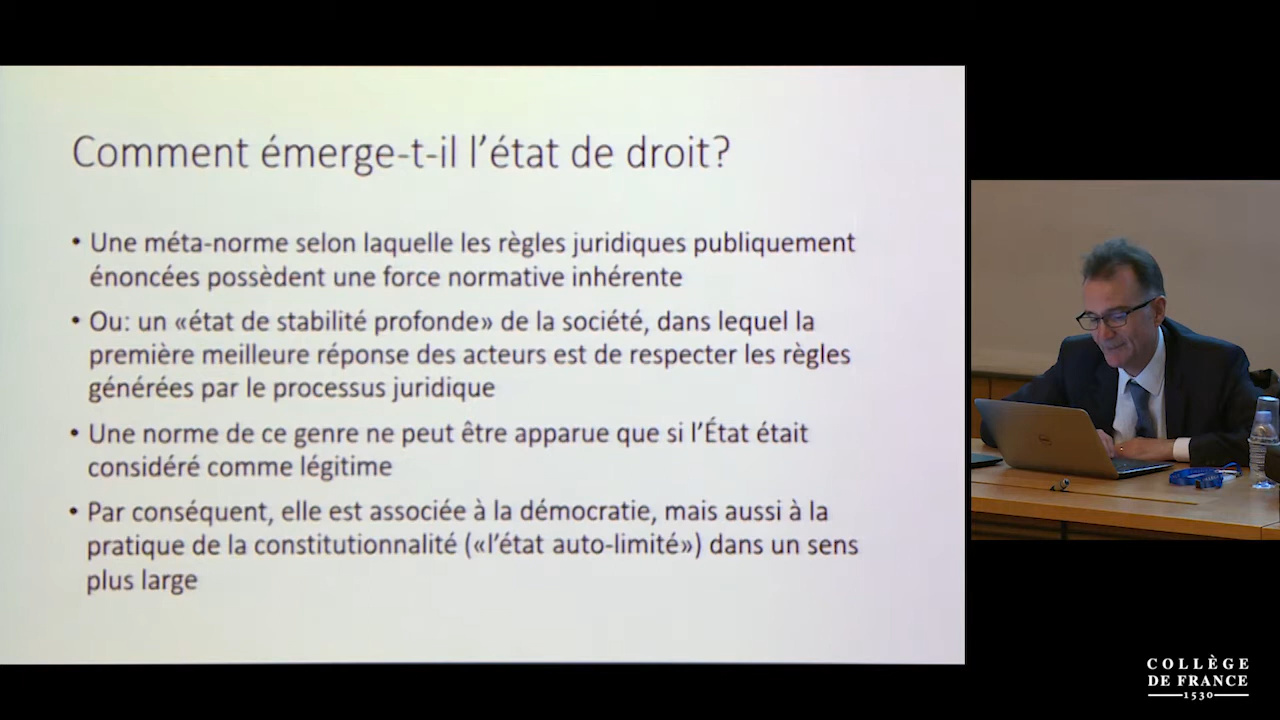 Comment émerge-t-il l'état de droit?
• Une méta-norme selon laquelle les règles juridiques publiquement
énoncées possèdent une force normative inhérente
• Ou: un «état de stabilité profonde» de la société, dans lequel la
première meilleure réponse des acteurs est de respecter les règles
générées par le processus juridique
• Une norme de ce genre ne peut être apparue que si l'État était
considéré comme légitime
• Par conséquent, elle est associée à la démocratie, mais aussi à la
pratique de la constitutionnalité («l'état auto-limité») dans un sens
plus large
COLLÈGE
DE FRANCE
1530